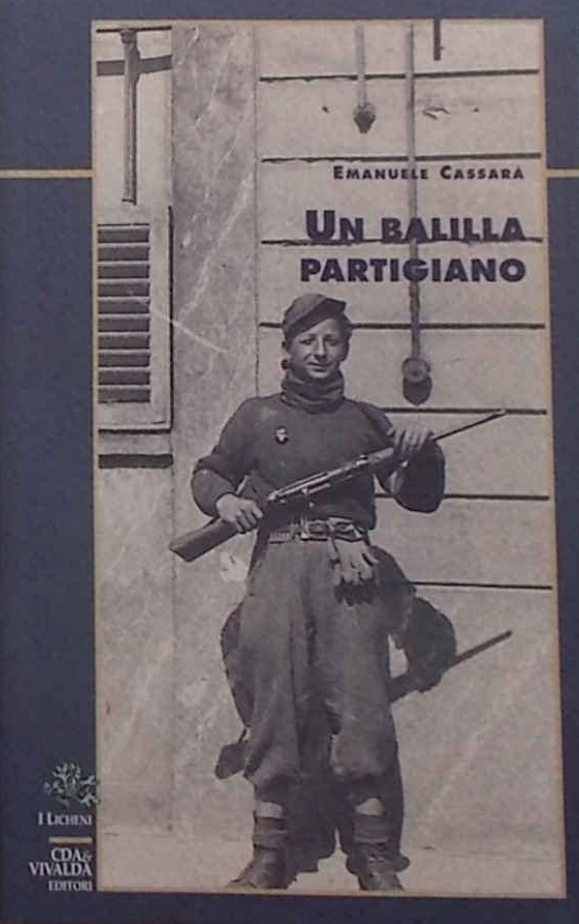 EMANUELE CASSARÀ
UN BALILLA
PARTIGIANO
I LICHENI
CDA&
VIVALDA
EDITORI